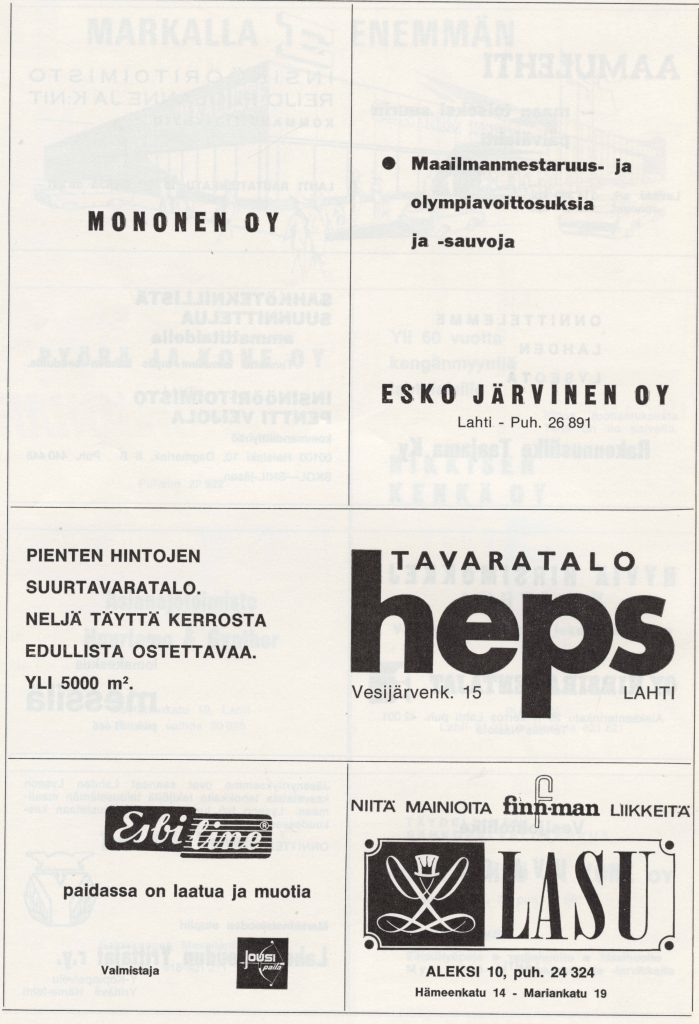 MONONEN OY
● Maailmanmestaruus- ja
olympiavoittosuksia
ja -sauvoja
ESKO JÄRVINEN OY
Lahti - Puh. 26 891
PIENTEN HINTOJEN
SUURTAVARATALO.
NELJÄ TÄYTTÄ KERROSTA
EDULLISTA OSTETTAVAA.
YLI 5000 m².
TAVARATALO
heps
Vesijärvenk. 15 LAHTI
Esbi line®
paidassa on laatua ja muotia
Valmistaja
jousi
paita
NIITÄ MAINIOITA finn-man LIIKKEITÄ
LASU
ALEKSI 10, puh. 24 324
Hämeenkatu 14 - Mariankatu 19